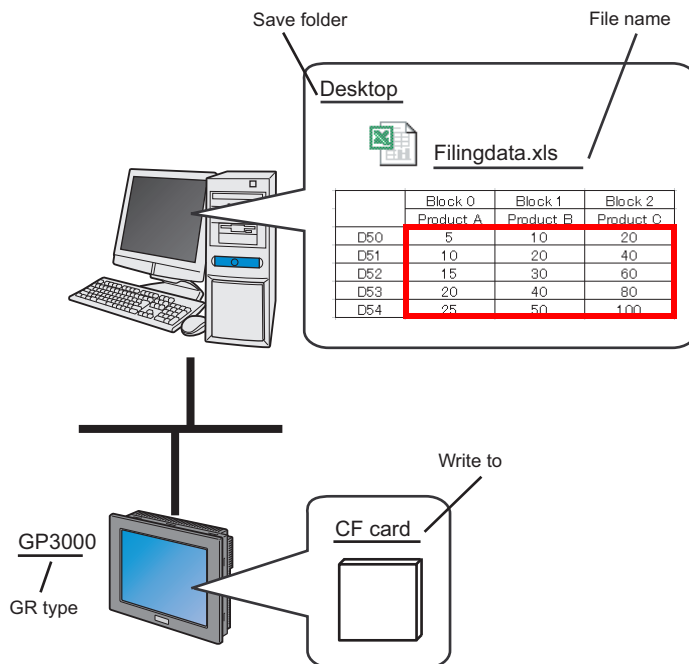 Save folder
File name
Desktop
Filingdata.xls
Block 0 Block 1 Block 2
Product A Product B Product C
D50 5 10 20
D51 10 20 40
D52 15 30 60
D53 20 40 80
D54 25 50 100
Write to
CF card
GP3000
GR type